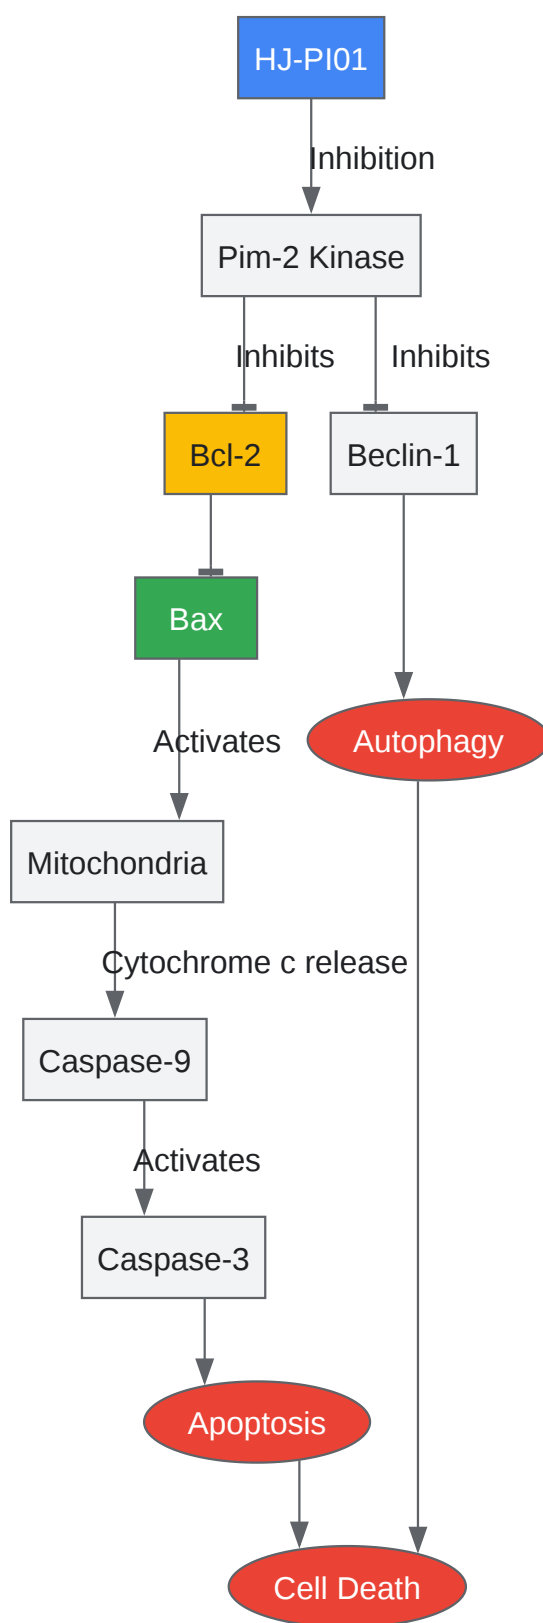 HJ-PI01
Inhibition
Pim-2 Kinase
Inhibits
Inhibits
Bcl-2
Beclin-1
Bax
Activates
Autophagy
Mitochondria
Cytochrome c release
Caspase-9
Activates
Caspase-3
Apoptosis
Cell Death